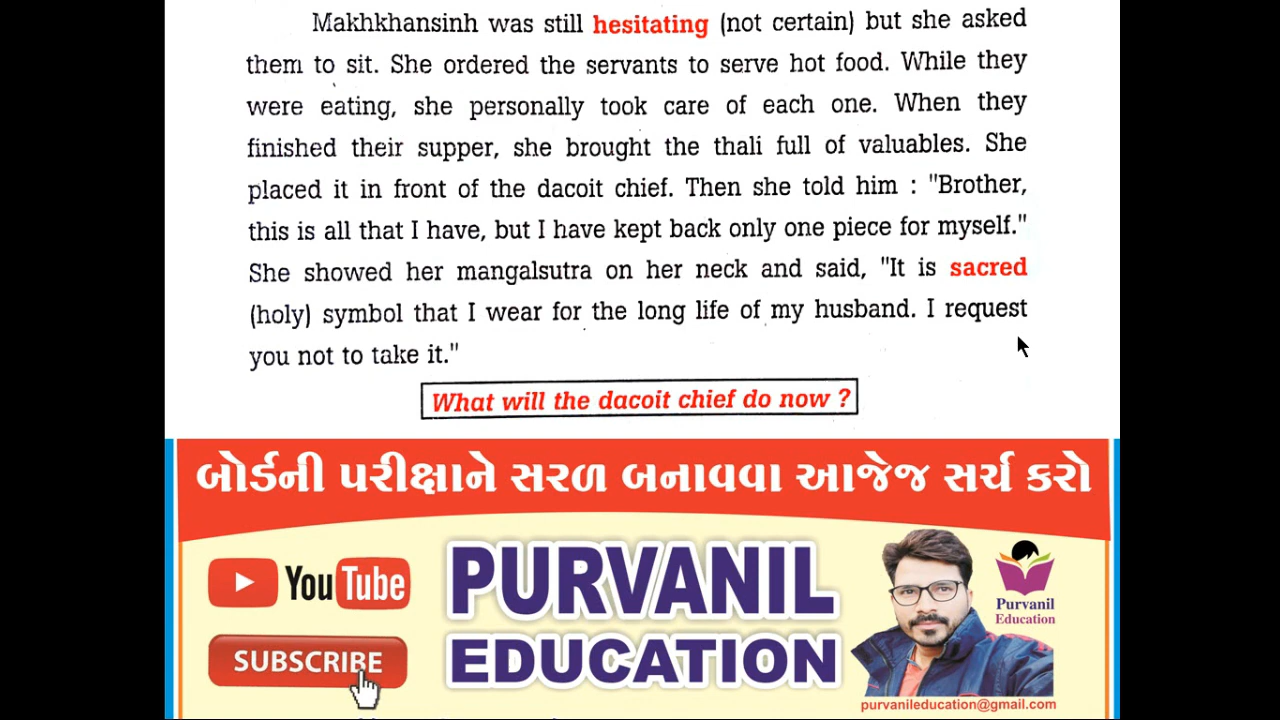 Makhkhansinh was still hesitating (not certain) but she asked
them to sit. She ordered the servants to serve hot food. While they
were eating, she personally took care of each one. When they
finished their supper, she brought the thali full of valuables. She
placed it in front of the dacoit chief. Then she told him : "Brother,
this is all that I have, but I have kept back only one piece for myself."
She showed her mangalsutra on her neck and said, "It is sacred
(holy) symbol that I wear for the long life of my husband. I request
you not to take it."
What will the dacoit chief do now ?
બોર્ડની પરીક્ષાને સરળ બનાવવા આજેજ સર્ચ કરો
YouTube
SUBSCRIBE
PURVANIL
EDUCATION
Purvanil
Education
purvanileducation@gmail.com